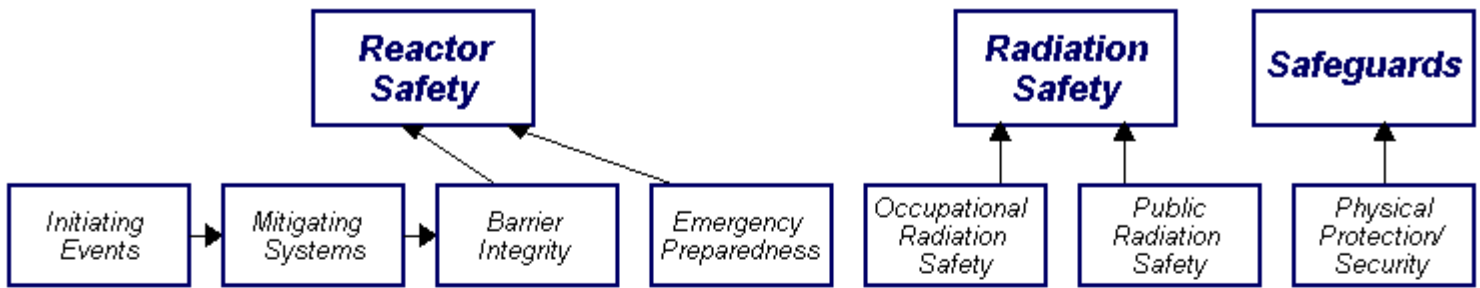 Reactor
Safety
Radiation
Safety
Safeguards
Initiating
Events
Mitigating
Systems
Barrier
Integrity
Emergency
Preparedness
Occupational
Radiation
Safety
Public
Radiation
Safety
Physical
Protection/
Security